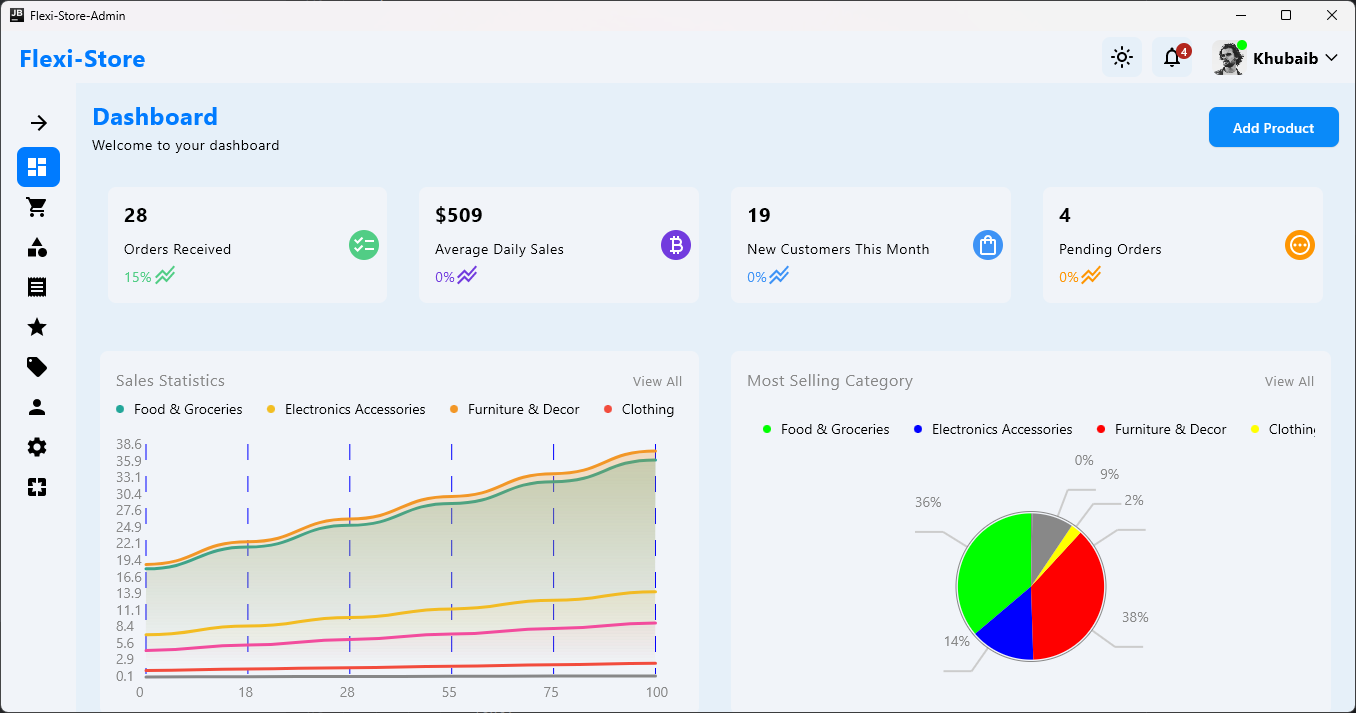 JB Flexi-Store-Admin
Flexi-Store
4
Khubaib
Dashboard
Welcome to your dashboard
Add Product
28
Orders Received
15%
$509
Average Daily Sales
0%
19
New Customers This Month
0%
4
Pending Orders
0%
Sales Statistics
View All
Food & Groceries Electronics Accessories Furniture & Decor Clothing
38.6
35.9
33.1
30.4
27.6
24.9
22.1
19.4
16.6
13.9
11.1
8.4
5.6
2.9
0.1
0 18 28 55 75 100
Most Selling Category
View All
Food & Groceries Electronics Accessories Furniture & Decor Clothin
0%
9%
36%
2%
38%
14%